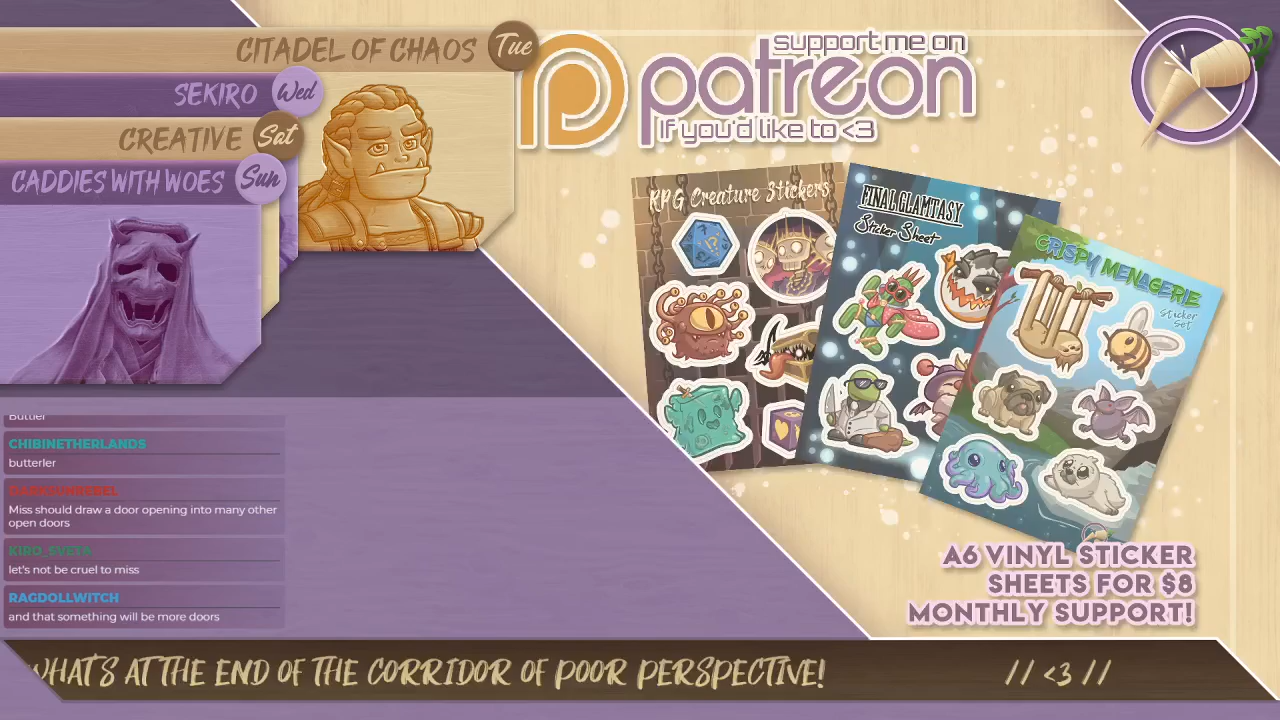 CITADEL OF CHAOS Tue
SEKIRO Wed
CREATIVE Sat
CADDIES WITH WOES Sun
support me on
patreon
If you'd like to <3
RPG Creature Stickers
FINAL GLAMTASY
Sticker Sheet
CRISPY MENAGERIE
Sticker
Set
CHIBINETHERLANDS
butterler
DARKSUNREBEL
Miss should draw a door opening into many other
open doors
KIRO_SVETA
let's not be cruel to miss
RAGDOLLWITCH
and that something will be more doors
A6 VINYL STICKER
SHEETS FOR $8
MONTHLY SUPPORT!
WHAT'S AT THE END OF THE CORRIDOR OF POOR PERSPECTIVE! // <3 //